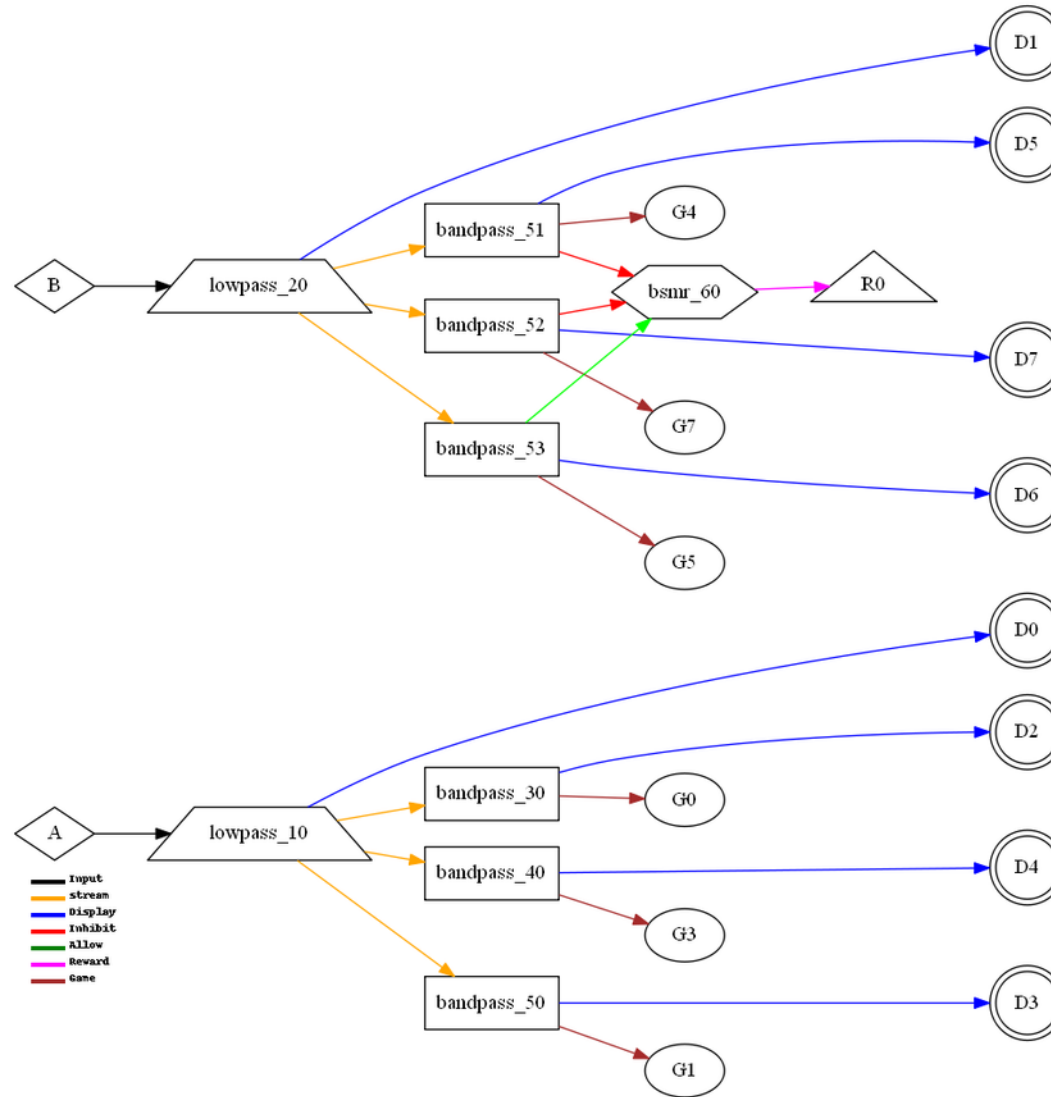 D1
D5
bandpass_51
G4
B
lowpass_20
bsmr_60
R0
bandpass_52
D7
G7
bandpass_53
D6
G5
D0
D2
bandpass_30
G0
A
lowpass_10
bandpass_40
D4
Input
stream
Display
Inhibit
Allow
Reward
Game
G3
bandpass_50
D3
G1